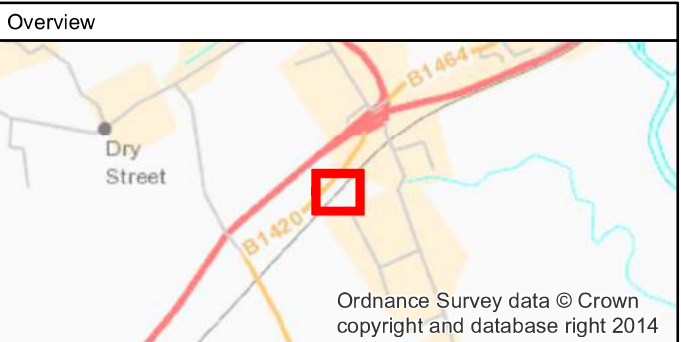 Overview
B1464
Dry
Street
B1420
Ordnance Survey data © Crown
copyright and database right 2014